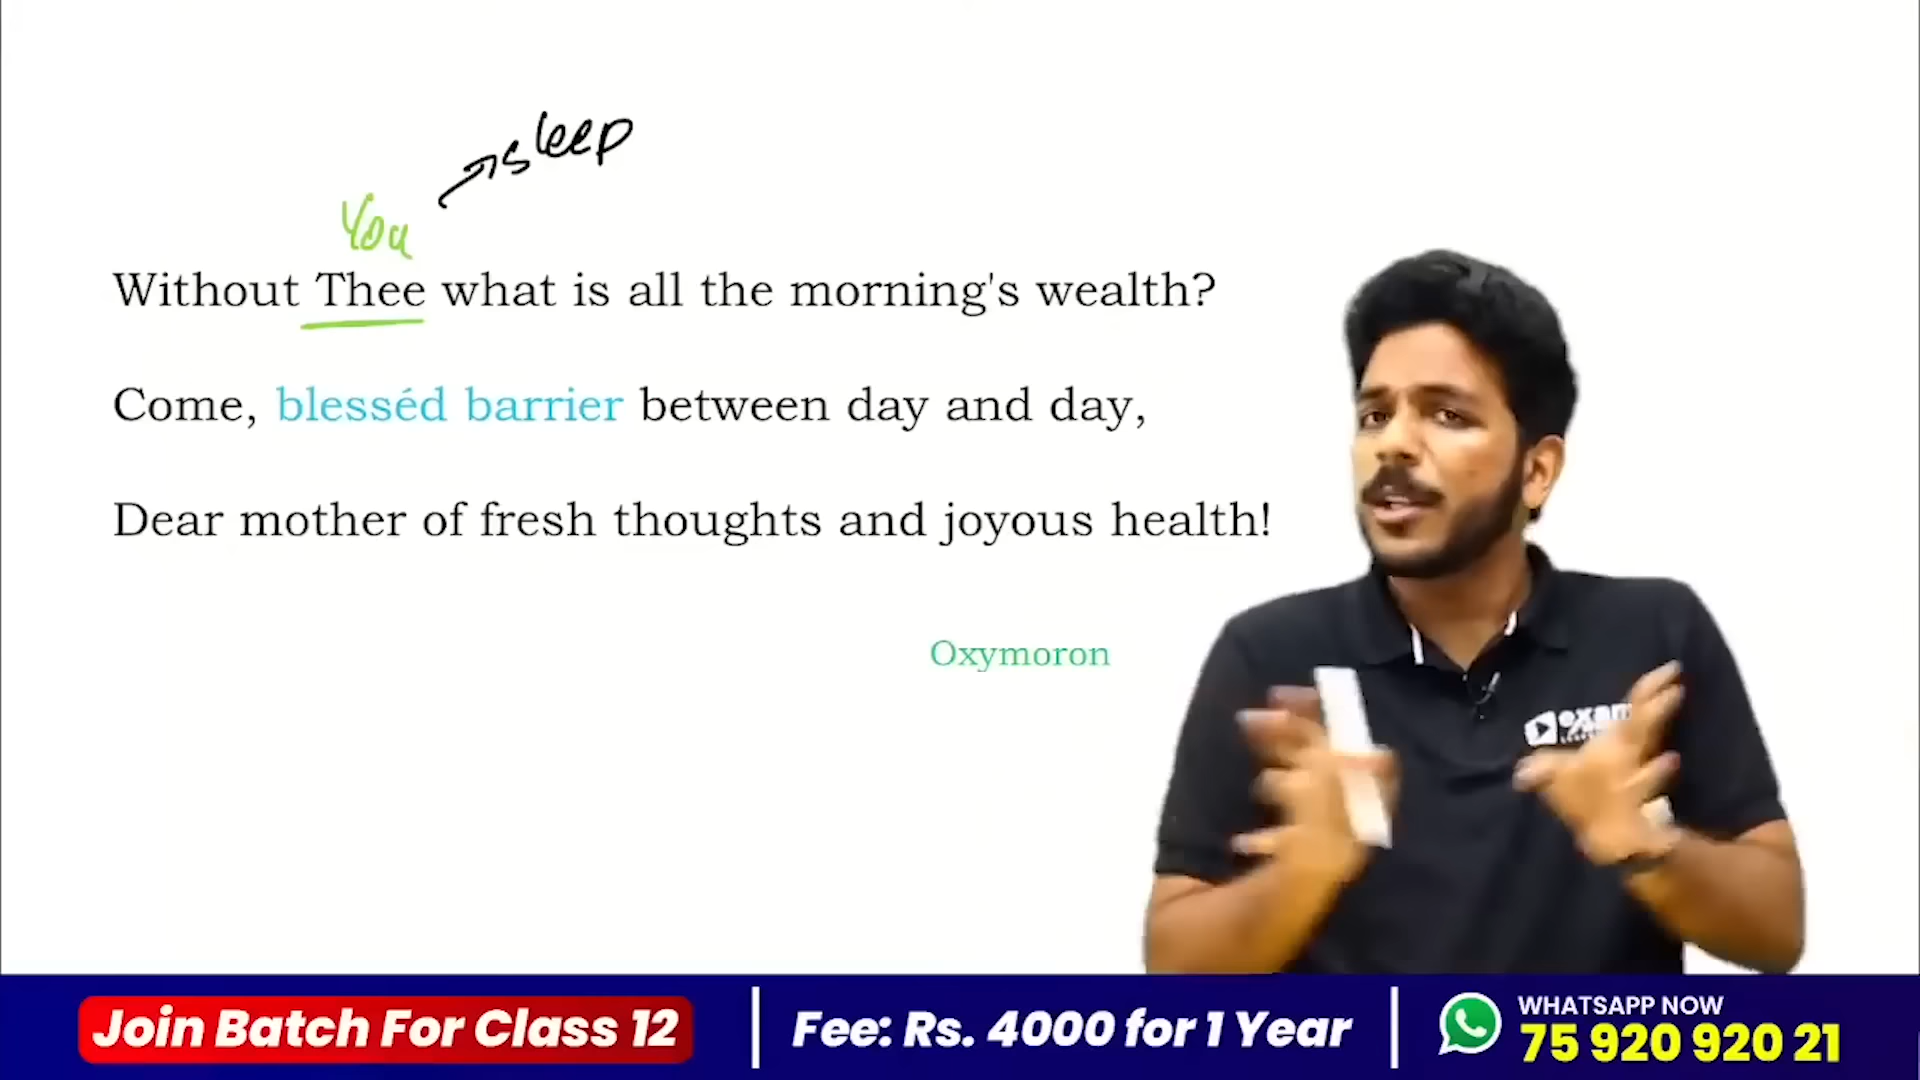 sleep
You
Without Thee what is all the morning's wealth?
Come, blesséd barrier between day and day,
Dear mother of fresh thoughts and joyous health!
Oxymoron
exam
Join Batch For Class 12
Fee: Rs. 4000 for 1 Year
WHATSAPP NOW
75 920 920 21